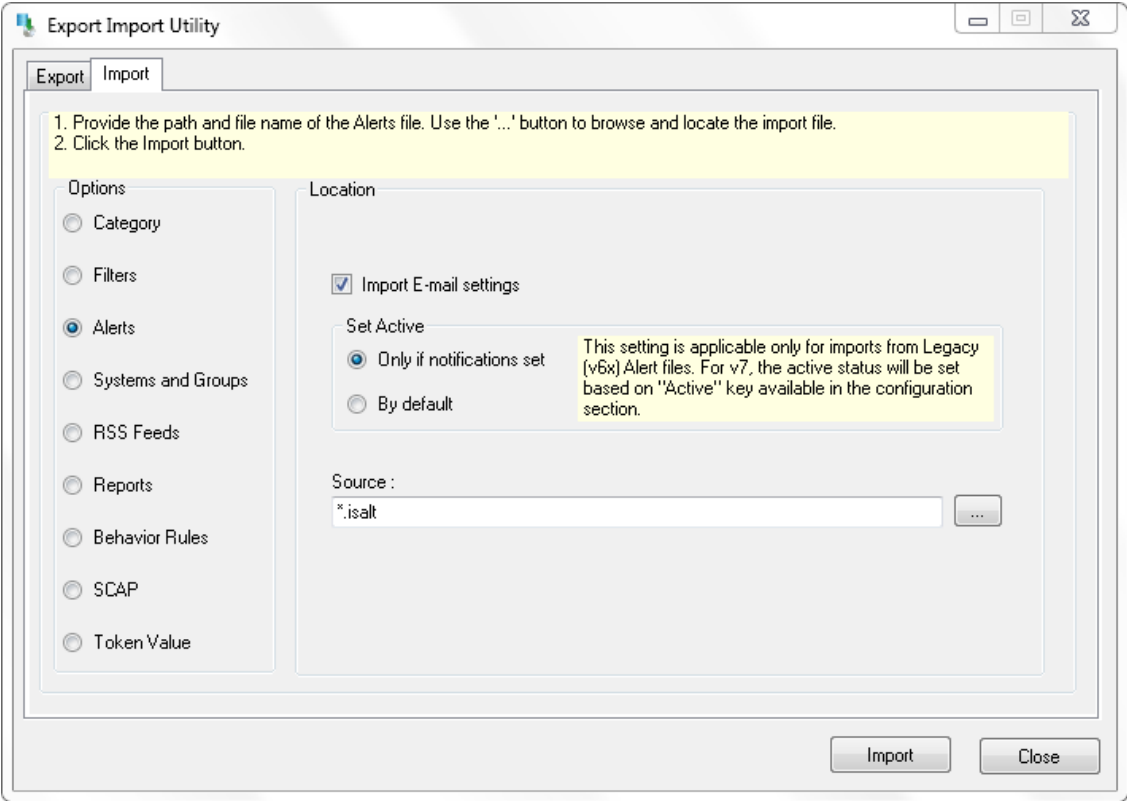 Export Import Utility
Export
Import
1. Provide the path and file name of the Alerts file. Use the '...' button to browse and locate the import file.
2. Click the Import button.
Options
Category
Filters
Alerts
Systems and Groups
RSS Feeds
Reports
Behavior Rules
SCAP
Token Value
Location
Import E-mail settings
Set Active
Only if notifications set
By default
This setting is applicable only for imports from Legacy
(v6x) Alert files. For v7, the active status will be set
based on "Active" key available in the configuration
section.
Source :
*.isalt
...
Import
Close